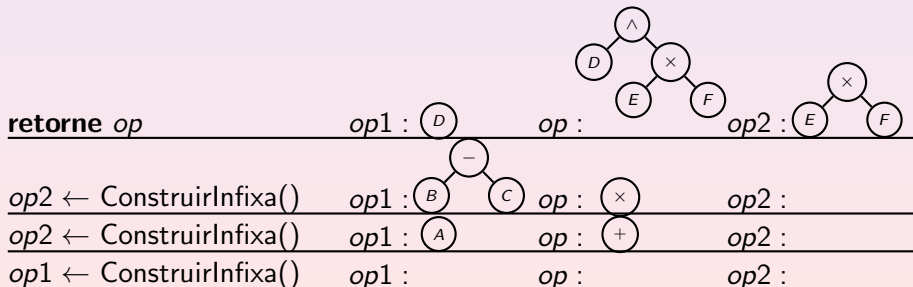 ∧
D ×
E F ×
retorne op op1 : D op : op2 : E F
−
op2 ← ConstruirInfixa() op1 : B C op : × op2 :
op2 ← ConstruirInfixa() op1 : A op : + op2 :
op1 ← ConstruirInfixa() op1 : op : op2 :